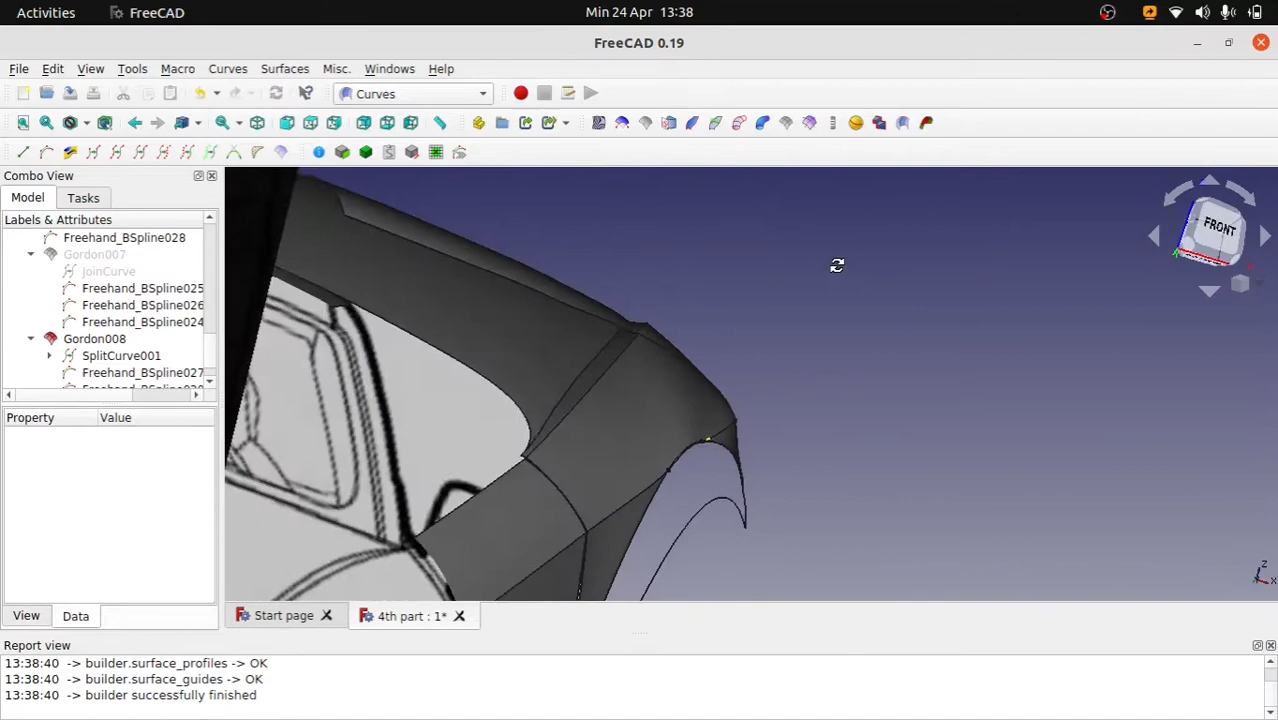 Activities
FreeCAD
Min 24 Apr  13:38
FreeCAD 0.19
File
Edit
View
Tools
Macro
Curves
Surfaces
Misc.
Windows
Help
Curves
Combo View
Model
Tasks
Labels & Attributes
Freehand_BSpline028
Gordon007
JoinCurve
Freehand_BSpline025
Freehand_BSpline026
Freehand_BSpline024
Gordon008
SplitCurve001
Freehand_BSpline027
Property
Value
FRONT
Z
X
View
Data
Start page
4th part : 1*
Report view
13:38:40  -> builder.surface_profiles -> OK
13:38:40  -> builder.surface_guides -> OK
13:38:40  -> builder successfully finished